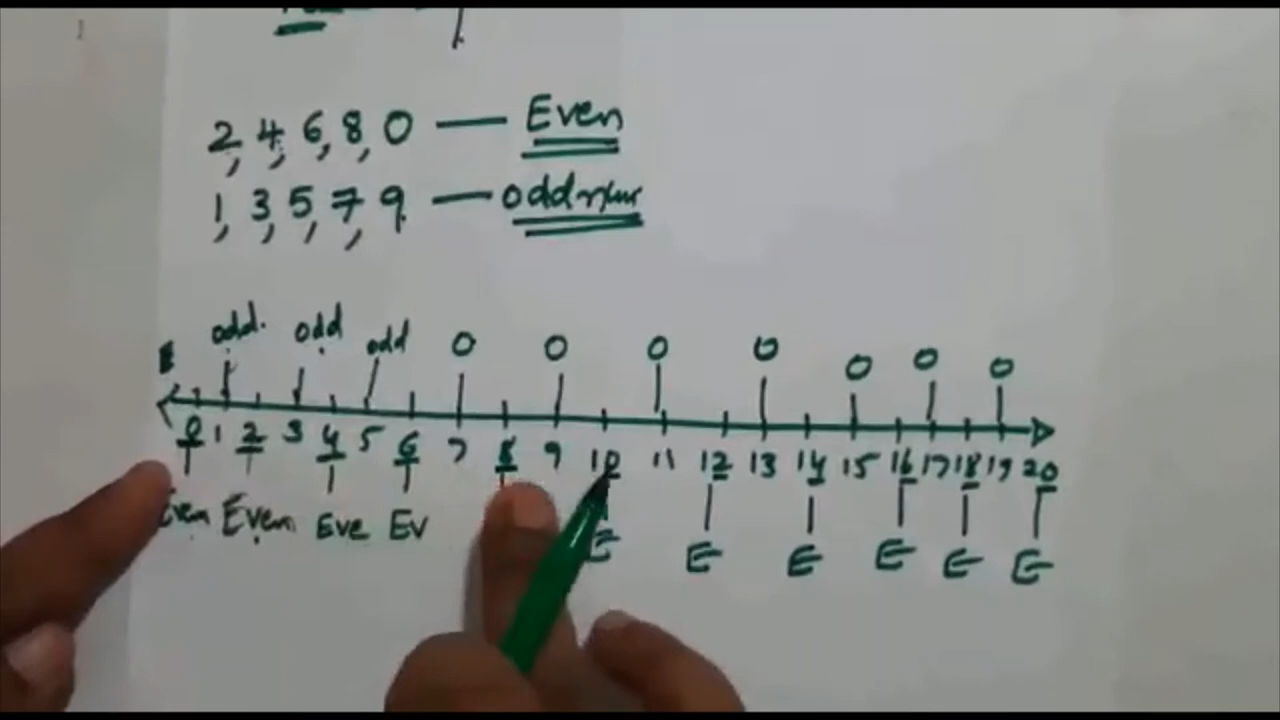 2, 4, 6, 8, 0 — Even
1, 3, 5, 7, 9 —
odd. odd odd O O O O O O O
0 1 2 3 4 5 6 7 8 9 10 11 12 13 14 15 16 17 18 19 20
Even Even Eve Ev E E E E E E